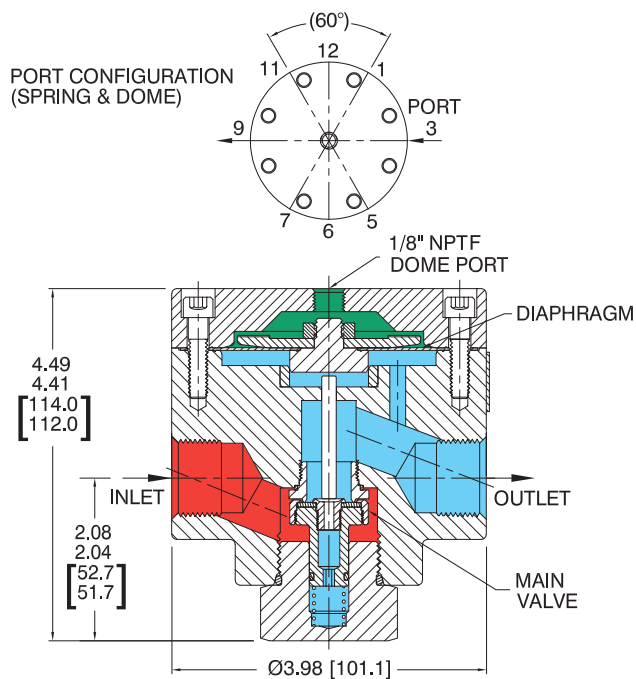 (60°)
12
11
1
PORT CONFIGURATION
(SPRING & DOME)
PORT
9
3
7
5
6
1/8" NPTF
DOME PORT
DIAPHRAGM
4.49
4.41
[114.0
112.0]
INLET
OUTLET
2.08
2.04
[52.7
51.7]
MAIN
VALVE
Ø3.98 [101.1]